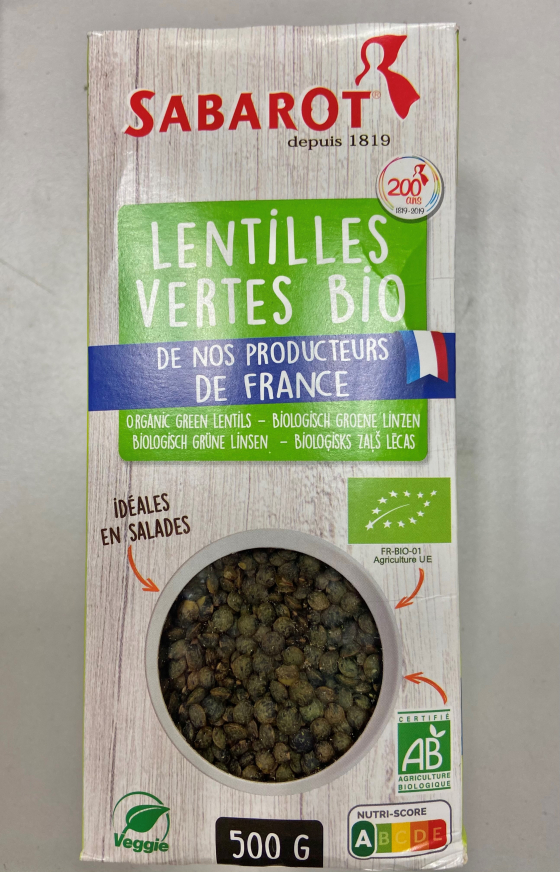 SABAROT®
depuis 1819
200
ans
1819-2019
LENTILLES
VERTES BIO
DE NOS PRODUCTEURS
DE FRANCE
ORGANIC GREEN LENTILS – BIOLOGISCH GROENE LINZEN
BIOLOGISCH GRÜNE LINSEN – BIOLOĢISKS ZAĻŠ LĒCAS
IDÉALES
EN SALADES
FR-BIO-01
Agriculture UE
CERTIFIÉ
AB
AGRICULTURE
BIOLOGIQUE
Veggie
500 G
NUTRI-SCORE
A B C D E